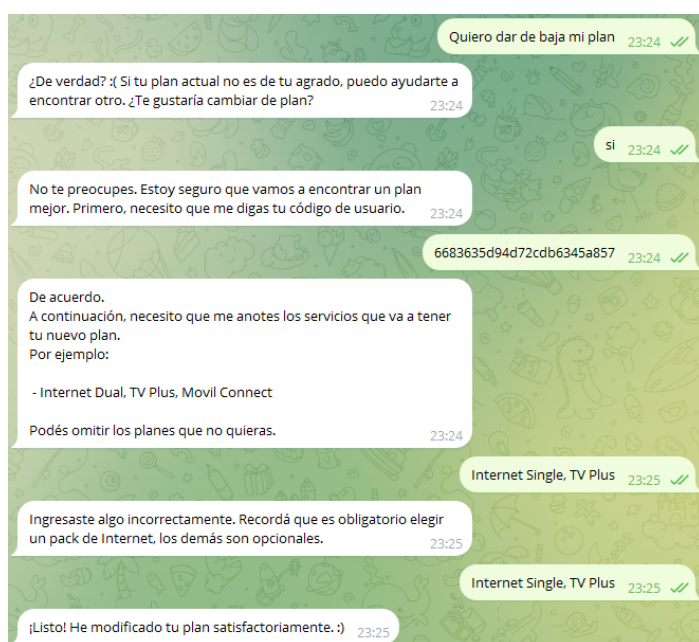 Quiero dar de baja mi plan 23:24
¿De verdad? :( Si tu plan actual no es de tu agrado, puedo ayudarte a
encontrar otro. ¿Te gustaría cambiar de plan?
23:24
si 23:24
No te preocupes. Estoy seguro que vamos a encontrar un plan
mejor. Primero, necesito que me digas tu código de usuario.
23:24
6683635d94d72cdb6345a857 23:24
De acuerdo.
A continuación, necesito que me anotes los servicios que va a tener
tu nuevo plan.
Por ejemplo:
- Internet Dual, TV Plus, Movil Connect
Podés omitir los planes que no quieras.
23:24
Internet Single, TV Plus 23:25
Ingresaste algo incorrectamente. Recordá que es obligatorio elegir
un pack de Internet, los demás son opcionales.
23:25
Internet Single, TV Plus 23:25
¡Listo! He modificado tu plan satisfactoriamente. :) 23:25